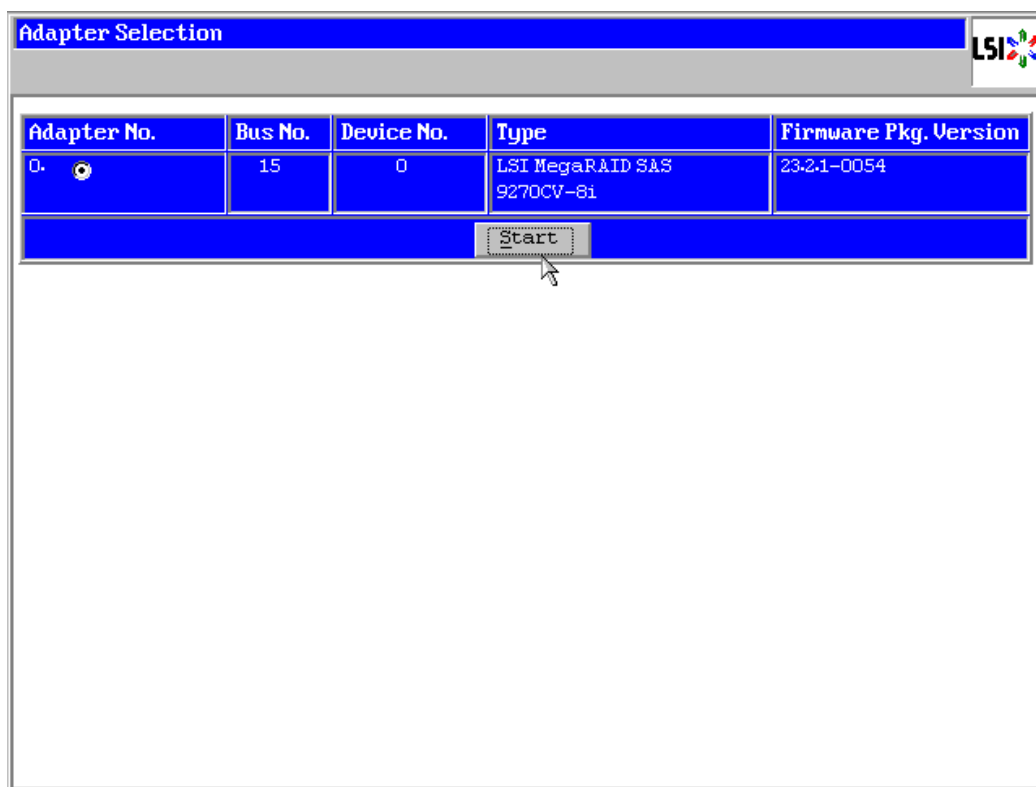 Adapter Selection
LSI
Adapter No. Bus No. Device No. Type Firmware Pkg. Version
0. 15 0 LSI MegaRAID SAS 23.2.1-0054
9270CV-8i
Start